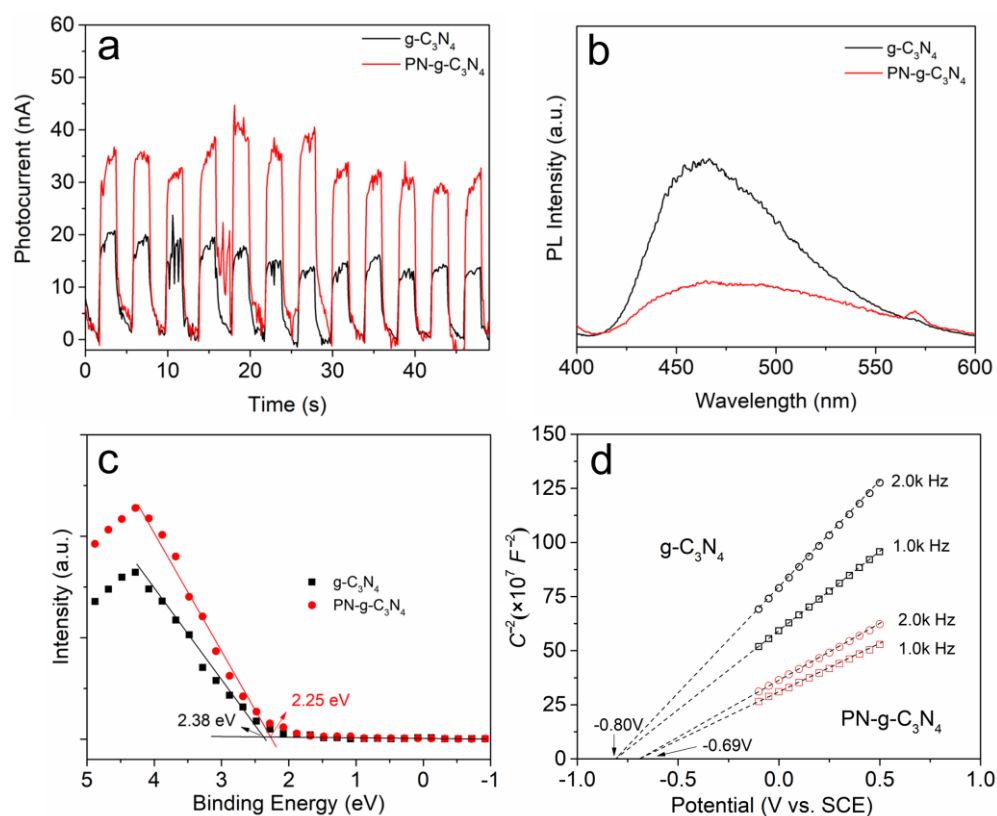 a
60
50
40
30
20
10
0
Photocurrent (nA)
g-C₃N₄
PN-g-C₃N₄
0 10 20 30 40
Time (s)
b
PL Intensity (a.u.)
g-C₃N₄
PN-g-C₃N₄
400 450 500 550 600
Wavelength (nm)
c
Intensity (a.u.)
g-C₃N₄
PN-g-C₃N₄
2.25 eV
2.38 eV
5 4 3 2 1 0 -1
Binding Energy (eV)
d
150
125
100
75
50
25
0
C⁻²(×10⁷ F⁻²)
2.0k Hz
g-C₃N₄
1.0k Hz
2.0k Hz
1.0k Hz
PN-g-C₃N₄
-0.80V
-0.69V
-1.0 -0.5 0.0 0.5 1.0
Potential (V vs. SCE)